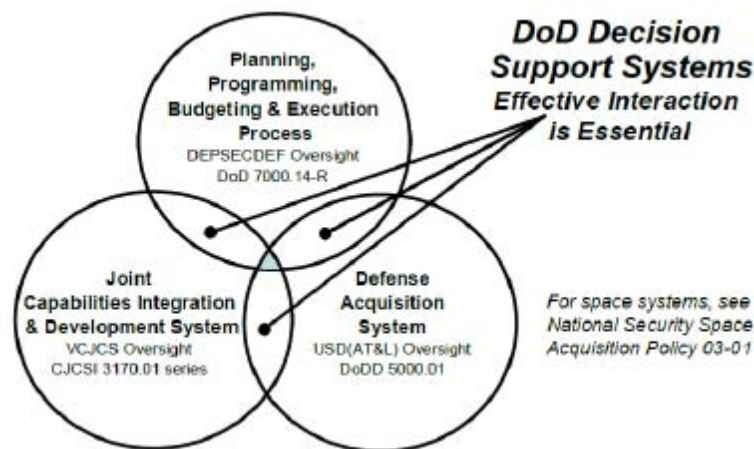 DoD Decision
Support Systems
Effective Interaction
is Essential
Planning,
Programming,
Budgeting & Execution
Process
DEPSECDEF Oversight
DoD 7000.14-R
Joint
Capabilities Integration
& Development System
VCJCS Oversight
CJCSI 3170.01 series
Defense
Acquisition
System
USD(AT&L) Oversight
DoDD 5000.01
For space systems, see
National Security Space
Acquisition Policy 03-01